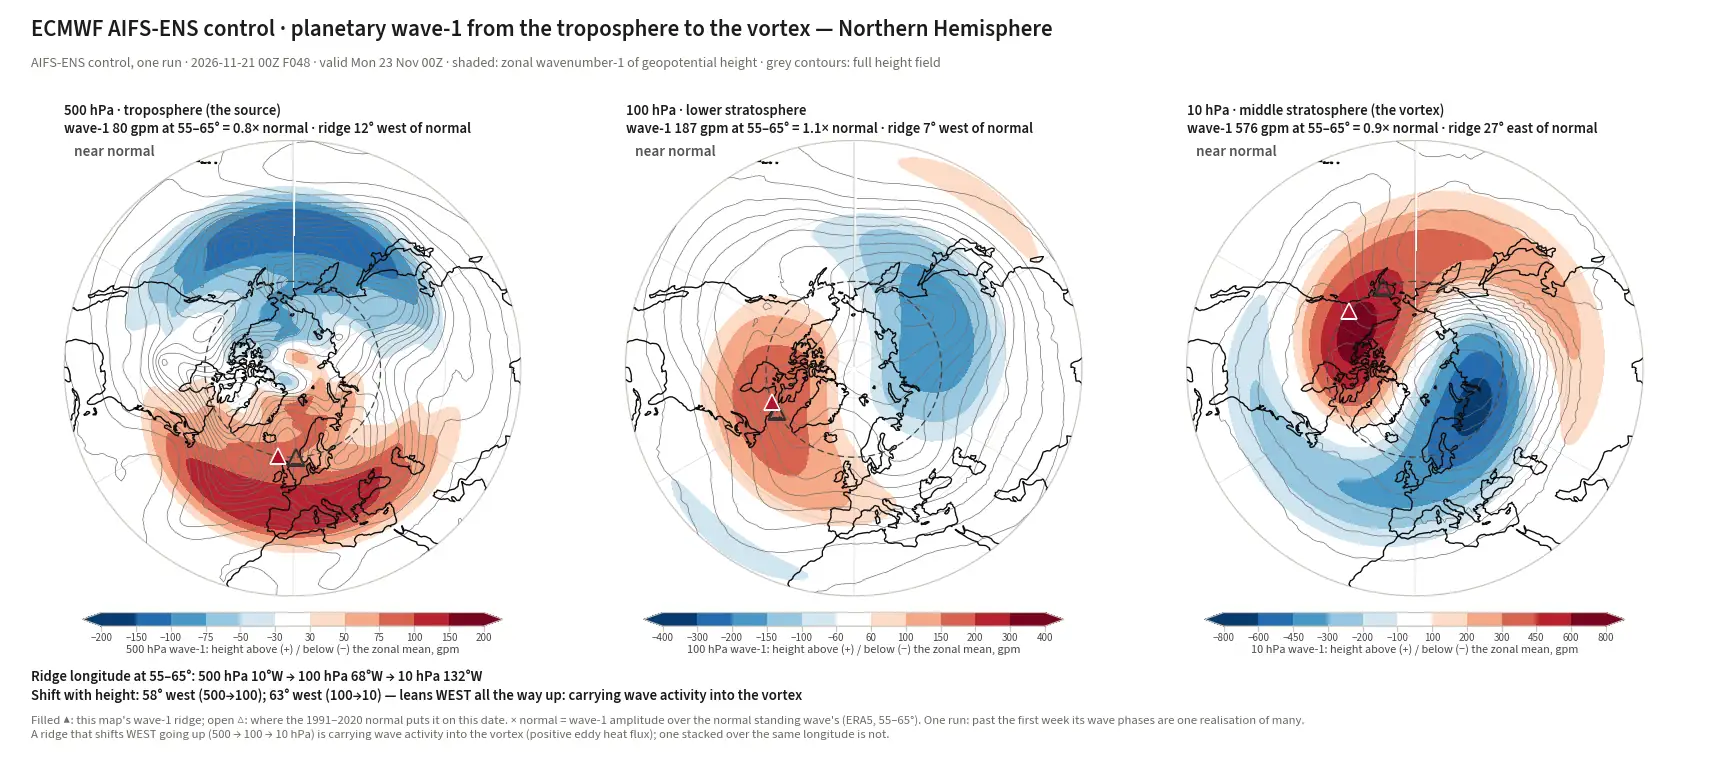 ECMWF AIFS-ENS control · planetary wave-1 from the troposphere to the vortex — Northern Hemisphere
AIFS-ENS control, one run · 2026-11-21 00Z F048 · valid Mon 23 Nov 00Z · shaded: zonal wavenumber-1 of geopotential height · grey contours: full height field
500 hPa · troposphere (the source)
wave-1 80 gpm at 55–65° = 0.8× normal · ridge 12° west of normal
near normal
100 hPa · lower stratosphere
wave-1 187 gpm at 55–65° = 1.1× normal · ridge 7° west of normal
near normal
10 hPa · middle stratosphere (the vortex)
wave-1 576 gpm at 55–65° = 0.9× normal · ridge 27° east of normal
near normal
−200 −150 −100 −75 −50 −30 30 50 75 100 150 200
500 hPa wave-1: height above (+) / below (−) the zonal mean, gpm
−400 −300 −200 −150 −100 −60 60 100 150 200 300 400
100 hPa wave-1: height above (+) / below (−) the zonal mean, gpm
−800 −600 −450 −300 −200 −100 100 200 300 450 600 800
10 hPa wave-1: height above (+) / below (−) the zonal mean, gpm
Ridge longitude at 55–65°: 500 hPa 10°W → 100 hPa 68°W → 10 hPa 132°W
Shift with height: 58° west (500→100); 63° west (100→10) — leans WEST all the way up: carrying wave activity into the vortex
Filled ▲: this map's wave-1 ridge; open △: where the 1991–2020 normal puts it on this date. × normal = wave-1 amplitude over the normal standing wave's (ERA5, 55–65°). One run: past the first week its wave phases are one realisation of many.
A ridge that shifts WEST going up (500 → 100 → 10 hPa) is carrying wave activity into the vortex (positive eddy heat flux); one stacked over the same longitude is not.